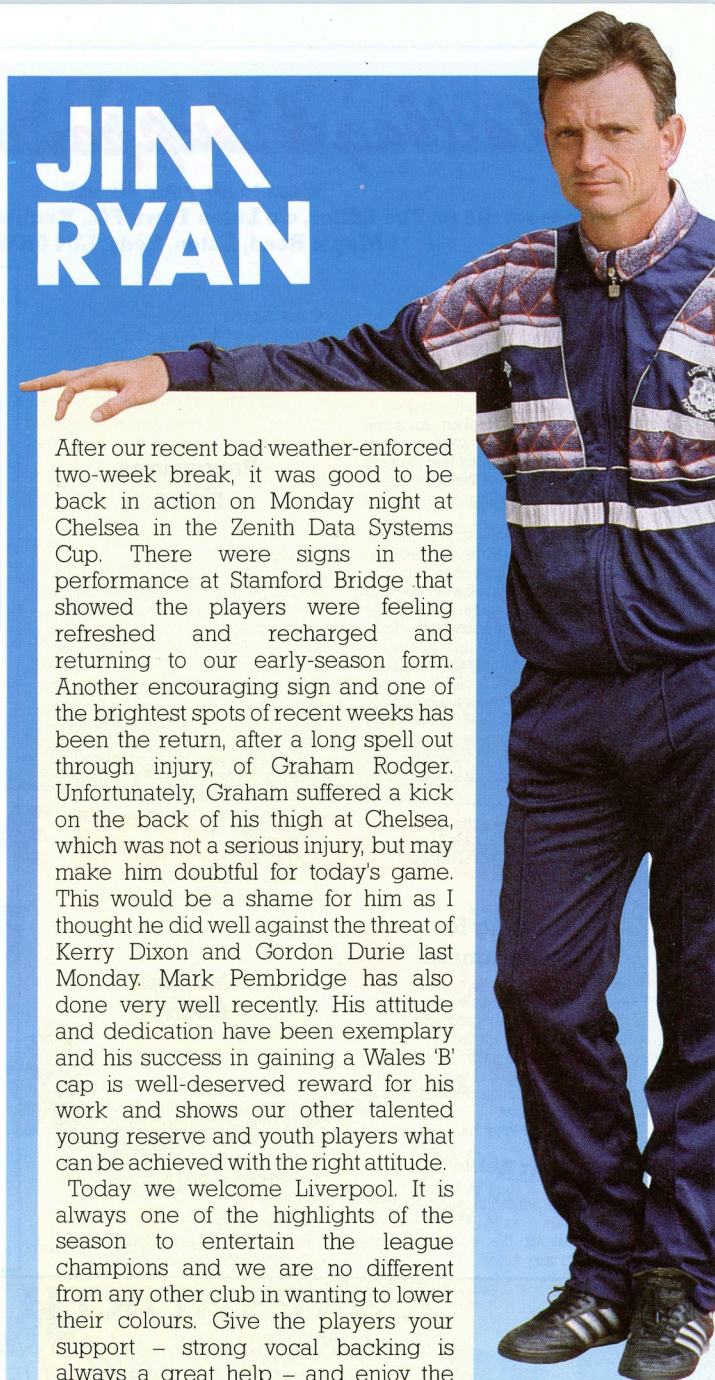 JIM
RYAN
After our recent bad weather-enforced
two-week break, it was good to be
back in action on Monday night at
Chelsea in the Zenith Data Systems
Cup. There were signs in the
performance at Stamford Bridge that
showed the players were feeling
refreshed and recharged and
returning to our early-season form.
Another encouraging sign and one of
the brightest spots of recent weeks has
been the return, after a long spell out
through injury, of Graham Rodger.
Unfortunately, Graham suffered a kick
on the back of his thigh at Chelsea,
which was not a serious injury, but may
make him doubtful for today's game.
This would be a shame for him as I
thought he did well against the threat of
Kerry Dixon and Gordon Durie last
Monday. Mark Pembridge has also
done very well recently. His attitude
and dedication have been exemplary
and his success in gaining a Wales 'B'
cap is well-deserved reward for his
work and shows our other talented
young reserve and youth players what
can be achieved with the right attitude.
Today we welcome Liverpool. It is
always one of the highlights of the
season to entertain the league
champions and we are no different
from any other club in wanting to lower
their colours. Give the players your
support – strong vocal backing is
always a great help – and enjoy the